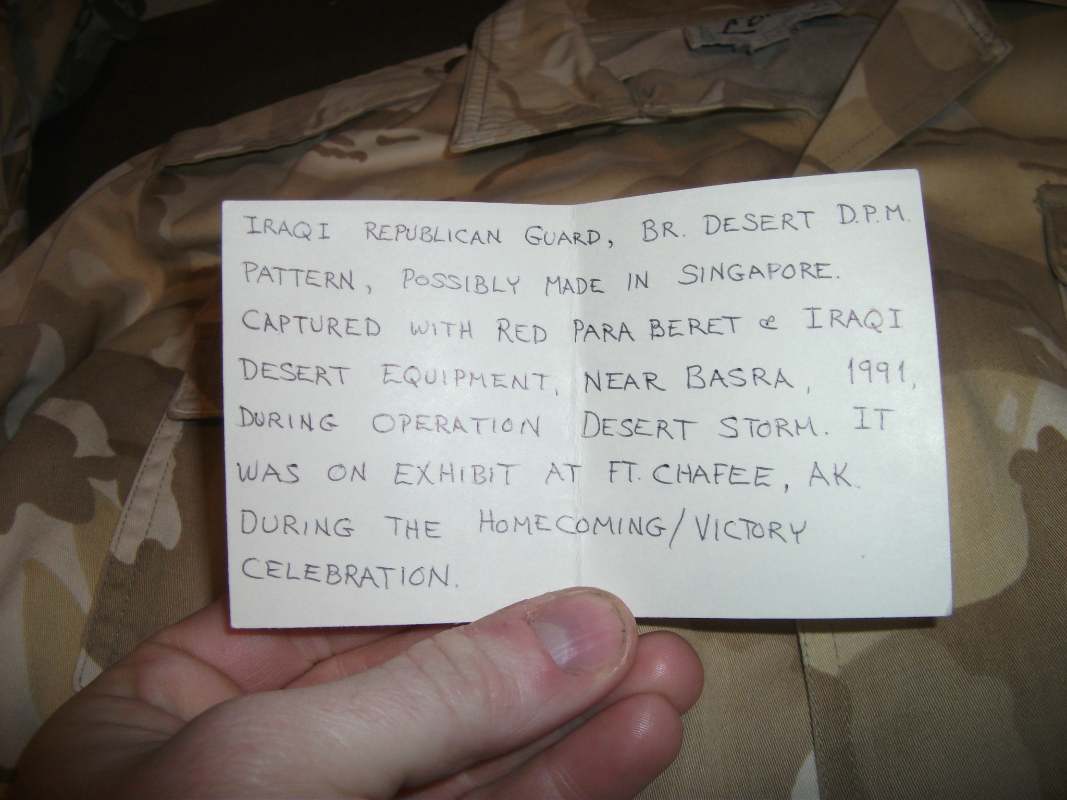 IRAQI REPUBLICAN GUARD, BR. DESERT D.P.M.
PATTERN, POSSIBLY MADE IN SINGAPORE.
CAPTURED WITH RED PARA BERET & IRAQI
DESERT EQUIPMENT, NEAR BASRA, 1991,
DURING OPERATION DESERT STORM. IT
WAS ON EXHIBIT AT FT. CHAFEE, AK.
DURING THE HOMECOMING/VICTORY
CELEBRATION.